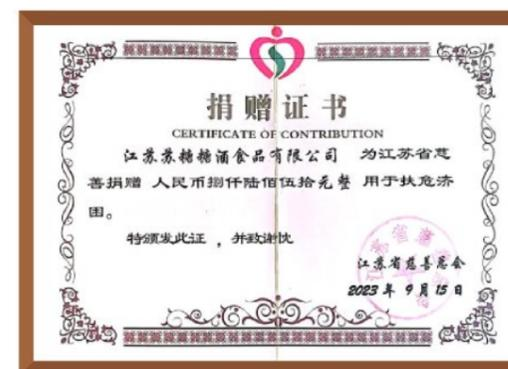 捐赠证书
CERTIFICATE OF CONTRIBUTION
江苏苏糖糖酒食品有限公司 为江苏省慈
善捐赠 人民币捌仟陆佰伍拾元整 用于扶危济
困。
特颁发此证 ，并致谢忱
江苏省慈善总会
2023 年 9 月 15 日